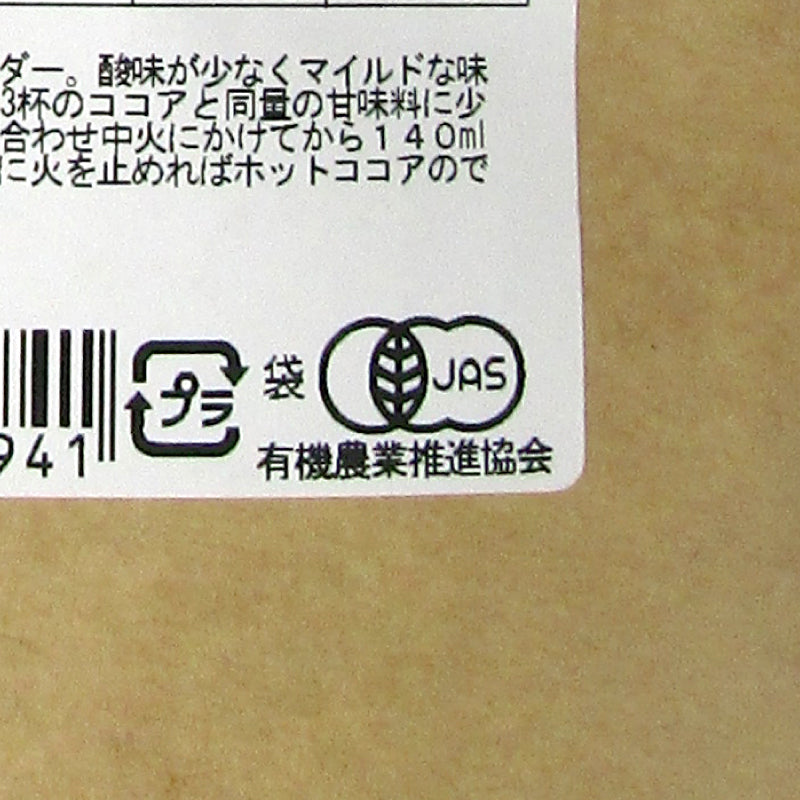 ダー。酸味が少なくマイルドな味
3杯のココアと同量の甘味料に少
合わせ中火にかけてから１４０ml
に火を止めればホットココアので
941
プラ
袋
JAS
有機農業推進協会